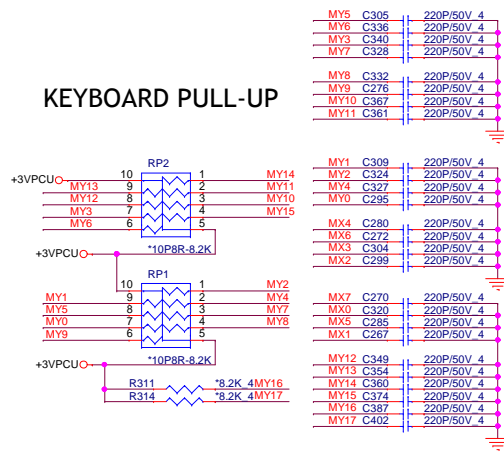 KEYBOARD PULL-UP
RP2
+3VPCU 10 1 MY14
MY13 9 2 MY11
MY12 8 3 MY10
MY3 7 4 MY15
MY6 6 5
*10P8R-8.2K
+3VPCU
RP1
10 1 MY2
MY1 9 2 MY4
MY5 8 3 MY7
MY0 7 4 MY8
MY9 6 5
*10P8R-8.2K
+3VPCU
R311 *8.2K_4 MY16
R314 *8.2K_4 MY17
MY5 C305 220P/50V_4
MY6 C336 220P/50V_4
MY3 C340 220P/50V_4
MY7 C328 220P/50V_4
MY8 C332 220P/50V_4
MY9 C276 220P/50V_4
MY10 C367 220P/50V_4
MY11 C361 220P/50V_4
MY1 C309 220P/50V_4
MY2 C324 220P/50V_4
MY4 C327 220P/50V_4
MY0 C295 220P/50V_4
MX4 C280 220P/50V_4
MX6 C272 220P/50V_4
MX3 C304 220P/50V_4
MX2 C299 220P/50V_4
MX7 C270 220P/50V_4
MX0 C320 220P/50V_4
MX5 C285 220P/50V_4
MX1 C267 220P/50V_4
MY12 C349 220P/50V_4
MY13 C354 220P/50V_4
MY14 C360 220P/50V_4
MY15 C374 220P/50V_4
MY16 C387 220P/50V_4
MY17 C402 220P/50V_4